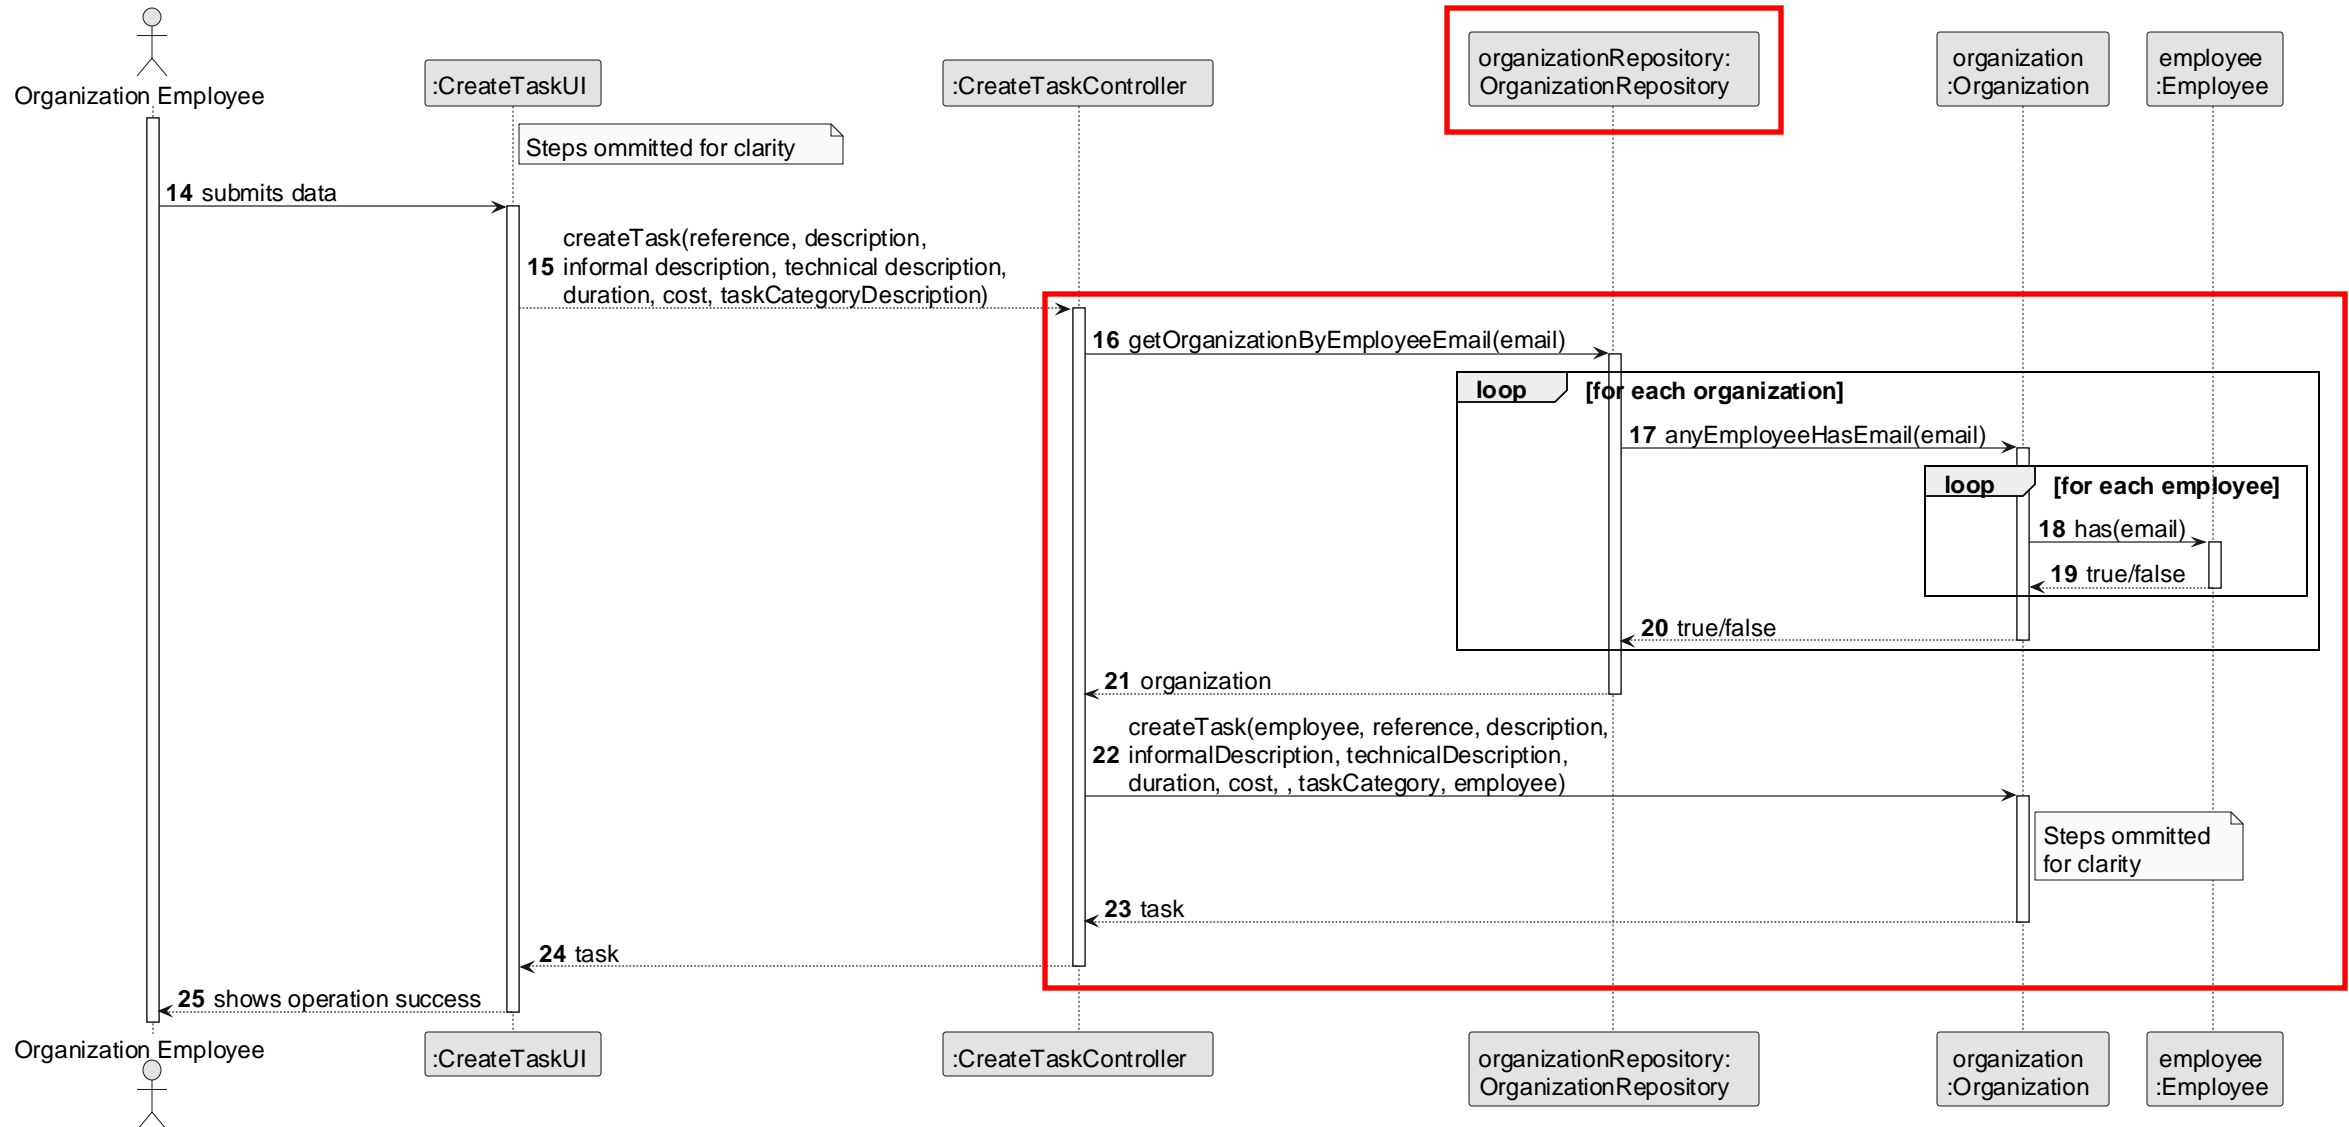 Organization Employee
:CreateTaskUI
:CreateTaskController
organizationRepository:
OrganizationRepository
organization
:Organization
employee
:Employee
Steps ommitted for clarity
14 submits data
createTask(reference, description,
15 informal description, technical description,
duration, cost, taskCategoryDescription)
16 getOrganizationByEmployeeEmail(email)
loop [for each organization]
17 anyEmployeeHasEmail(email)
loop [for each employee]
18 has(email)
19 true/false
20 true/false
21 organization
createTask(employee, reference, description,
22 informalDescription, technicalDescription,
duration, cost, , taskCategory, employee)
Steps ommitted
for clarity
23 task
24 task
25 shows operation success
Organization Employee
:CreateTaskUI
:CreateTaskController
organizationRepository:
OrganizationRepository
organization
:Organization
employee
:Employee